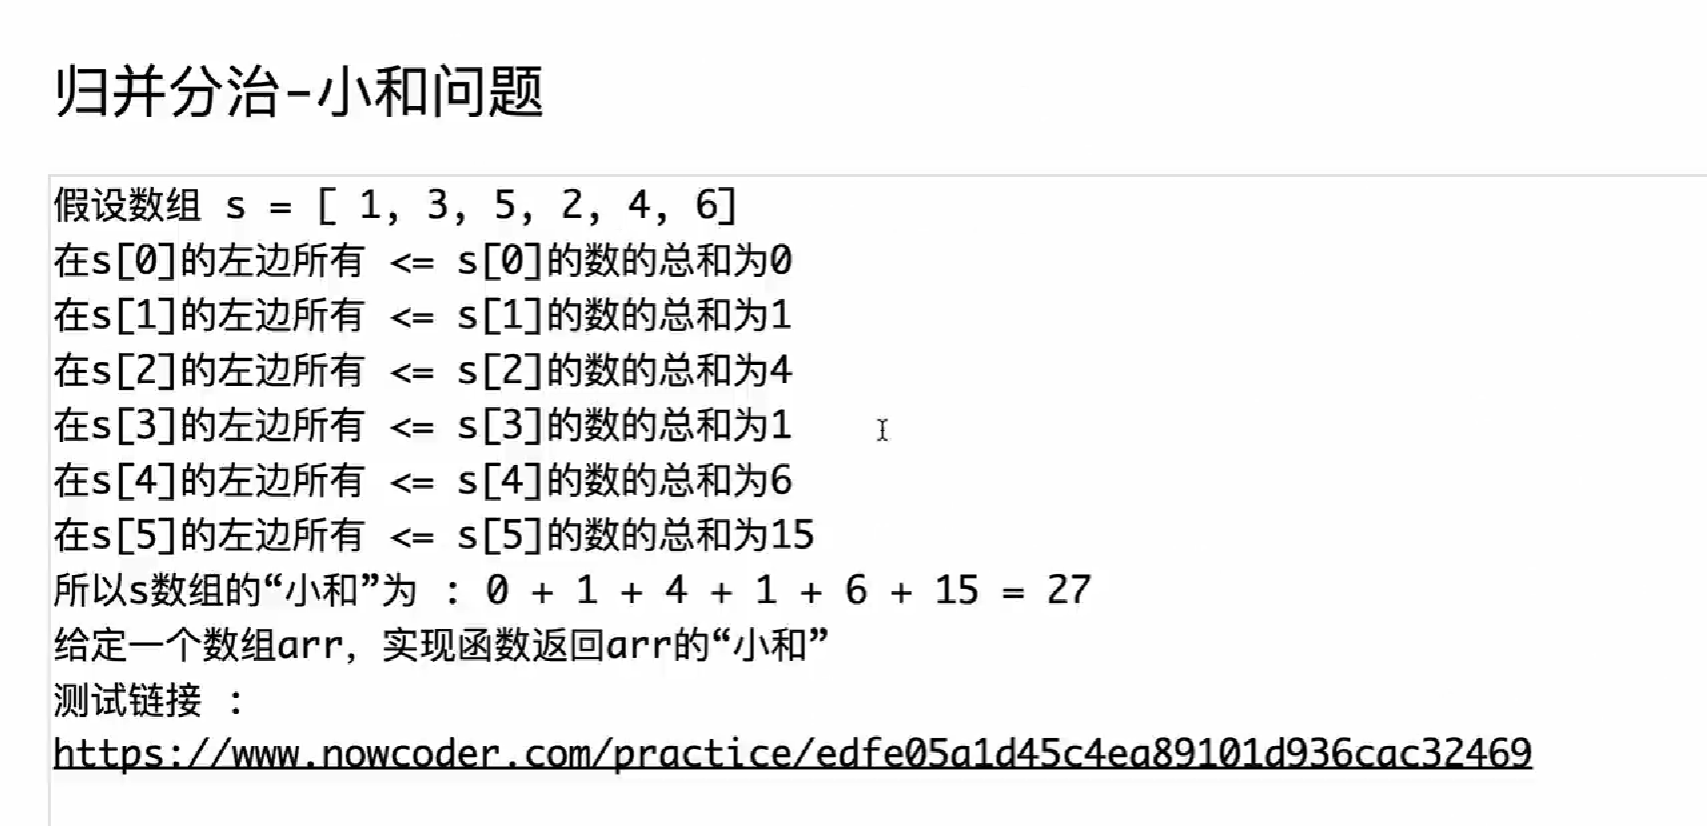 归并分治-小和问题
假设数组 s = [ 1, 3, 5, 2, 4, 6]
在s[0]的左边所有 <= s[0]的数的总和为0
在s[1]的左边所有 <= s[1]的数的总和为1
在s[2]的左边所有 <= s[2]的数的总和为4
在s[3]的左边所有 <= s[3]的数的总和为1
在s[4]的左边所有 <= s[4]的数的总和为6
在s[5]的左边所有 <= s[5]的数的总和为15
所以s数组的“小和”为 : 0 + 1 + 4 + 1 + 6 + 15 = 27
给定一个数组arr，实现函数返回arr的“小和”
测试链接 :
https://www.nowcoder.com/practice/edfe05a1d45c4ea89101d936cac32469